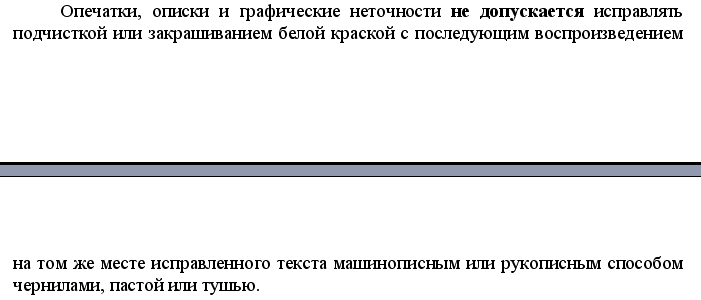 Опечатки, описки и графические неточности не допускается исправлять
подчисткой или закрашиванием белой краской с последующим воспроизведением
на том же месте исправленного текста машинописным или рукописным способом
чернилами, пастой или тушью.